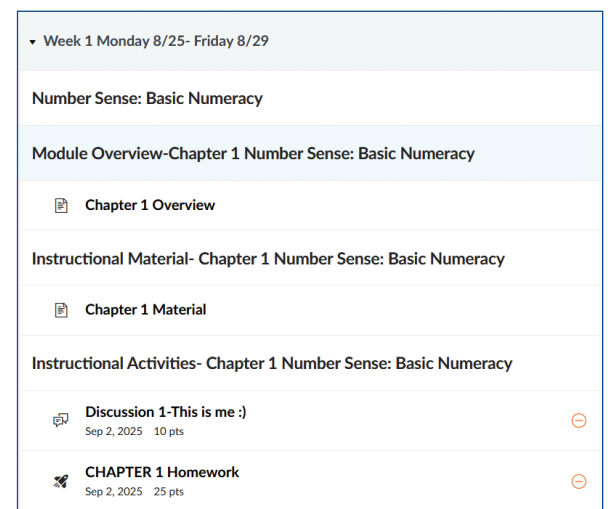 Week 1 Monday 8/25- Friday 8/29
Number Sense: Basic Numeracy
Module Overview-Chapter 1 Number Sense: Basic Numeracy
Chapter 1 Overview
Instructional Material- Chapter 1 Number Sense: Basic Numeracy
Chapter 1 Material
Instructional Activities- Chapter 1 Number Sense: Basic Numeracy
Discussion 1-This is me :)
Sep 2, 2025 10 pts
CHAPTER 1 Homework
Sep 2, 2025 25 pts